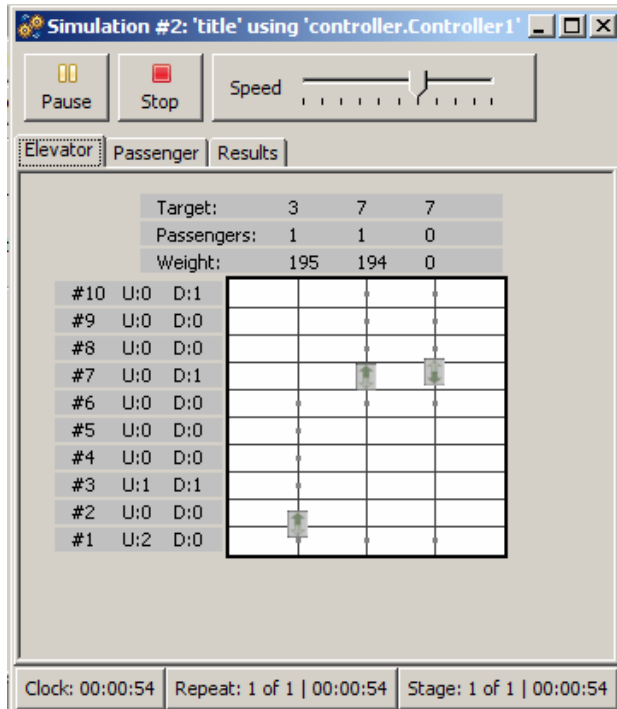 Simulation #2: 'title' using 'controller.Controller1'
Pause Stop Speed
Elevator Passenger Results
Target: 3 7 7
Passengers: 1 1 0
Weight: 195 194 0
#10 U:0 D:1
#9 U:0 D:0
#8 U:0 D:0
#7 U:0 D:1
#6 U:0 D:0
#5 U:0 D:0
#4 U:0 D:0
#3 U:1 D:1
#2 U:0 D:0
#1 U:2 D:0
Clock: 00:00:54 Repeat: 1 of 1 | 00:00:54 Stage: 1 of 1 | 00:00:54